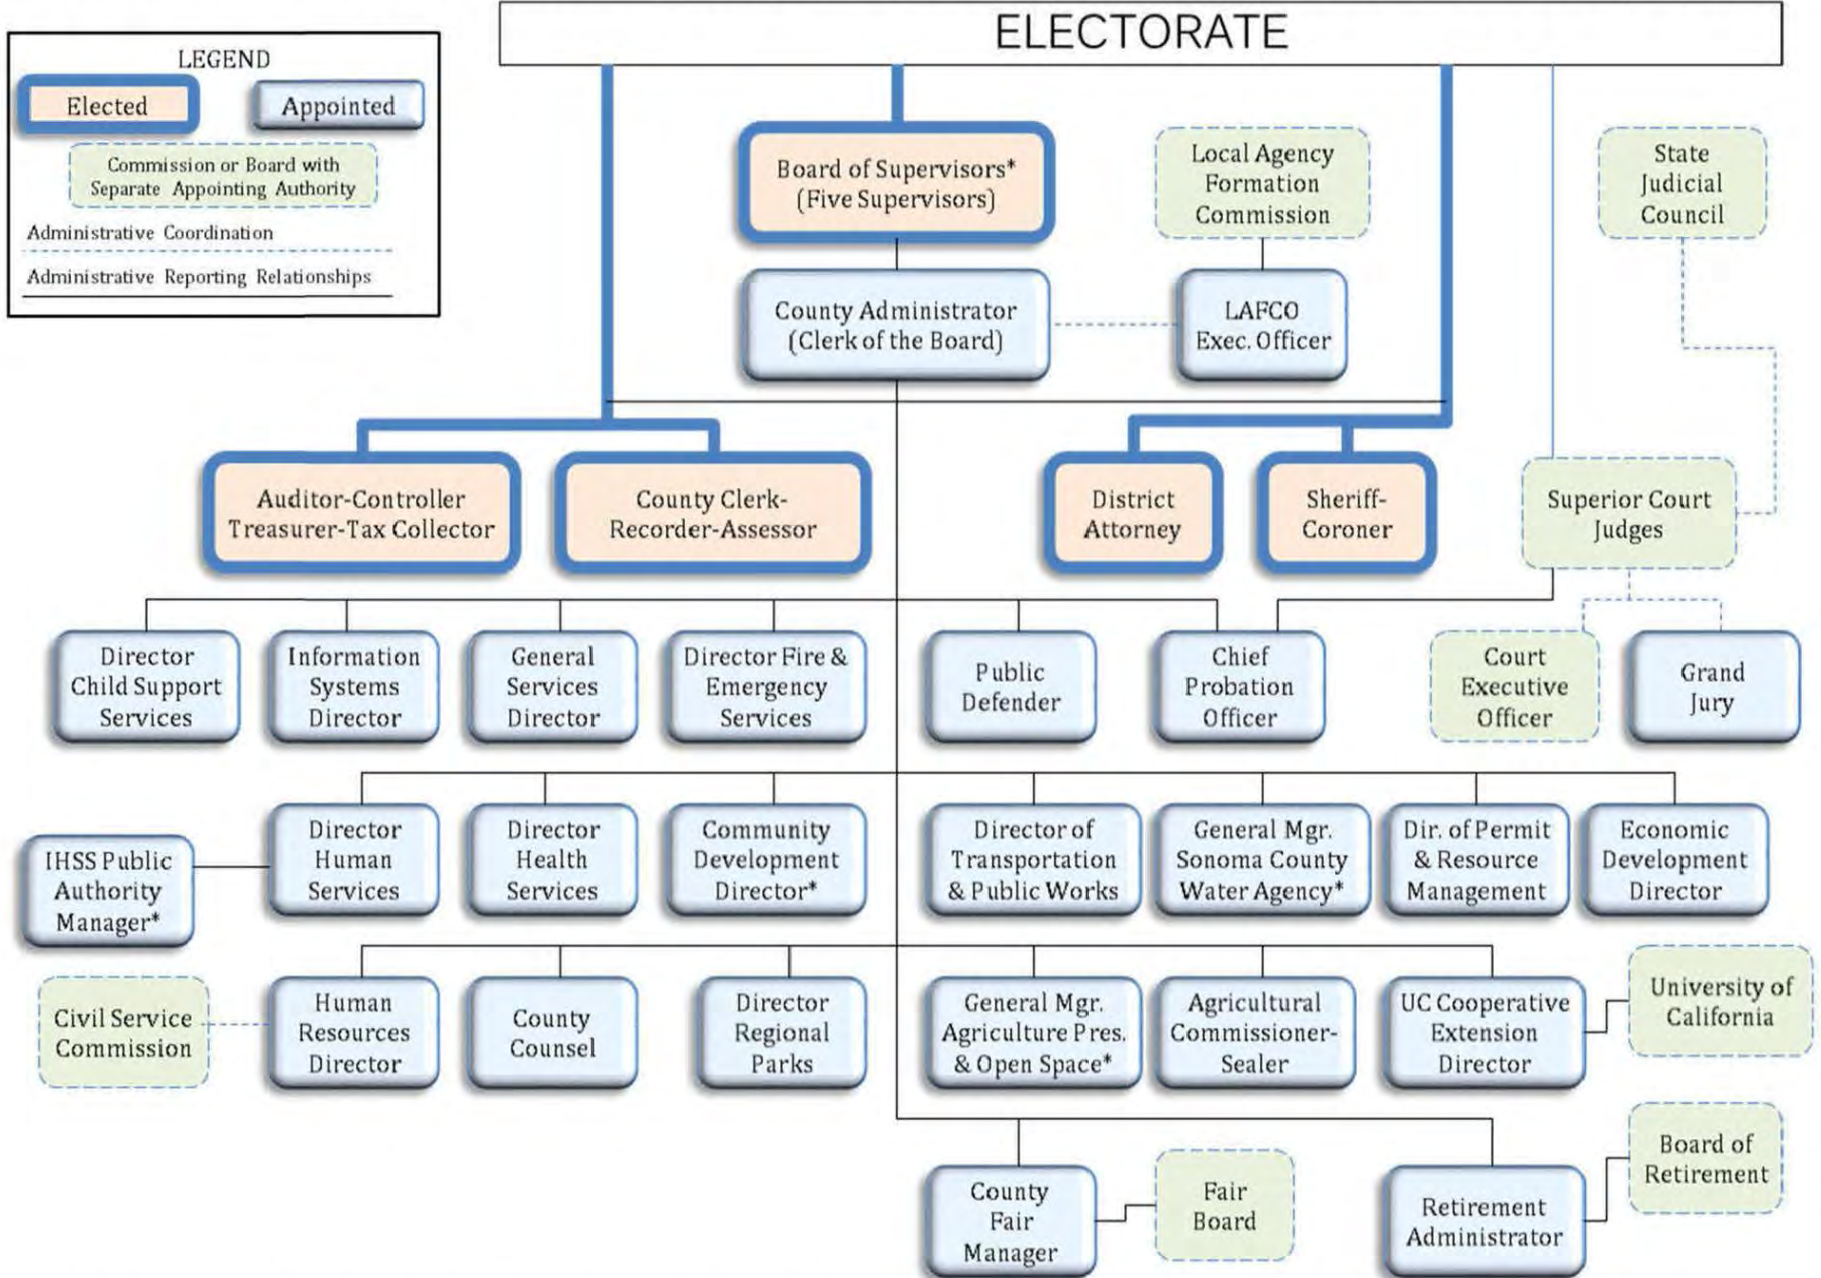 ELECTORATE
LEGEND
Elected
Appointed
Commission or Board with
Separate Appointing Authority
Administrative Coordination
Administrative Reporting Relationships
Board of Supervisors*
(Five Supervisors)
Local Agency
Formation
Commission
State
Judicial
Council
County Administrator
(Clerk of the Board)
LAFCO
Exec. Officer
Auditor-Controller
Treasurer-Tax Collector
County Clerk-
Recorder-Assessor
District
Attorney
Sheriff-
Coroner
Superior Court
Judges
Director
Child Support
Services
Information
Systems
Director
General
Services
Director
Director Fire &
Emergency
Services
Public
Defender
Chief
Probation
Officer
Court
Executive
Officer
Grand
Jury
IHSS Public
Authority
Manager*
Director
Human
Services
Director
Health
Services
Community
Development
Director*
Director of
Transportation
& Public Works
General Mgr.
Sonoma County
Water Agency*
Dir. of Permit
& Resource
Management
Economic
Development
Director
Civil Service
Commission
Human
Resources
Director
County
Counsel
Director
Regional
Parks
General Mgr.
Agriculture Pres.
& Open Space*
Agricultural
Commissioner-
Sealer
UC Cooperative
Extension
Director
University of
California
County
Fair
Manager
Fair
Board
Retirement
Administrator
Board of
Retirement